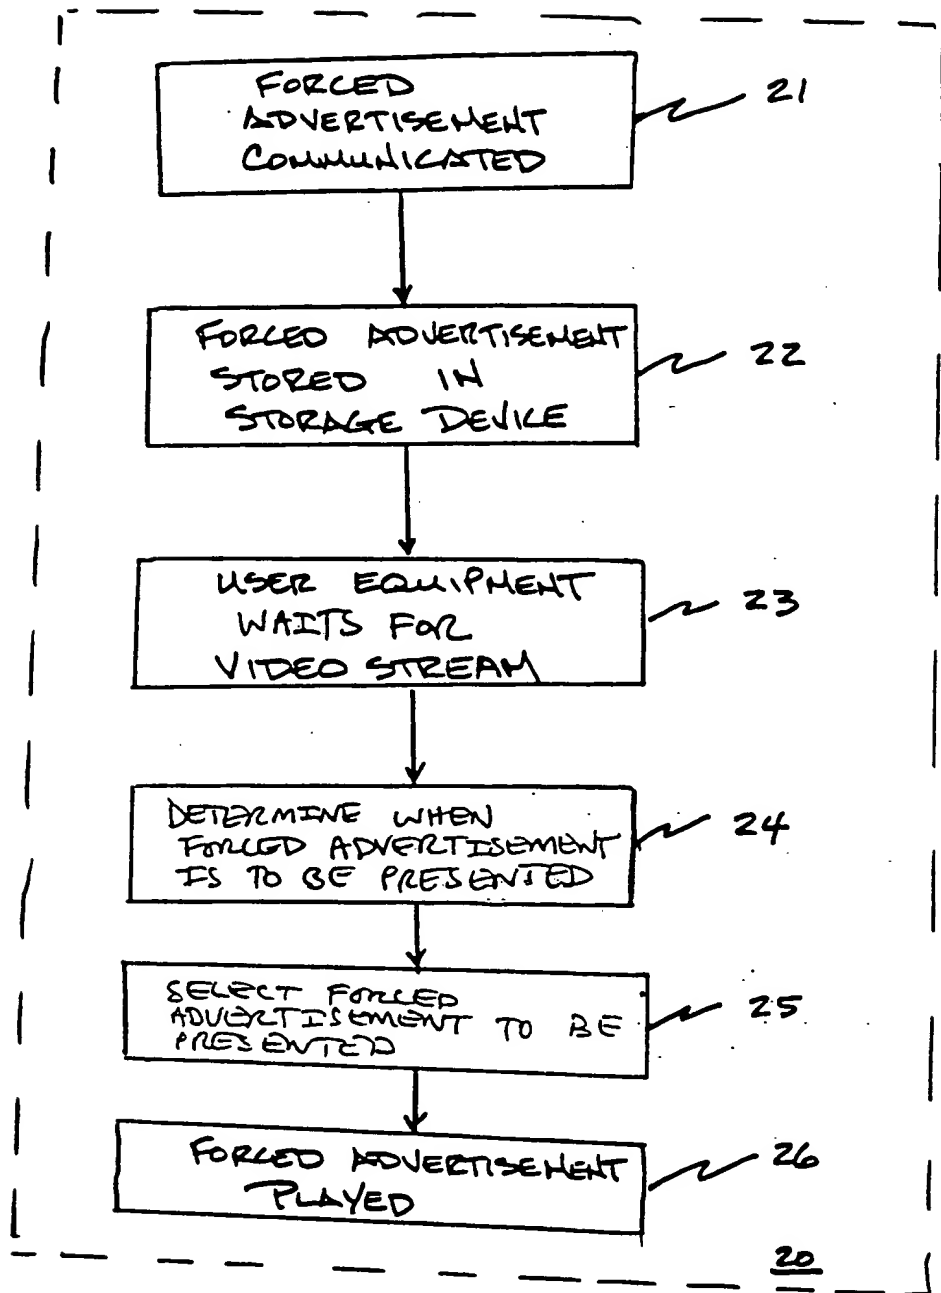 FORCED
ADVERTISEMENT
COMMUNICATED
21
FORCED ADVERTISEMENT
STORED IN
STORAGE DEVICE
22
USER EQUIPMENT
WAITS FOR
VIDEO STREAM
23
DETERMINE WHEN
FORCED ADVERTISEMENT
IS TO BE PRESENTED
24
SELECT FORCED
ADVERTISEMENT TO BE
PRESENTED
25
FORCED ADVERTISEMENT
PLAYED
26
20